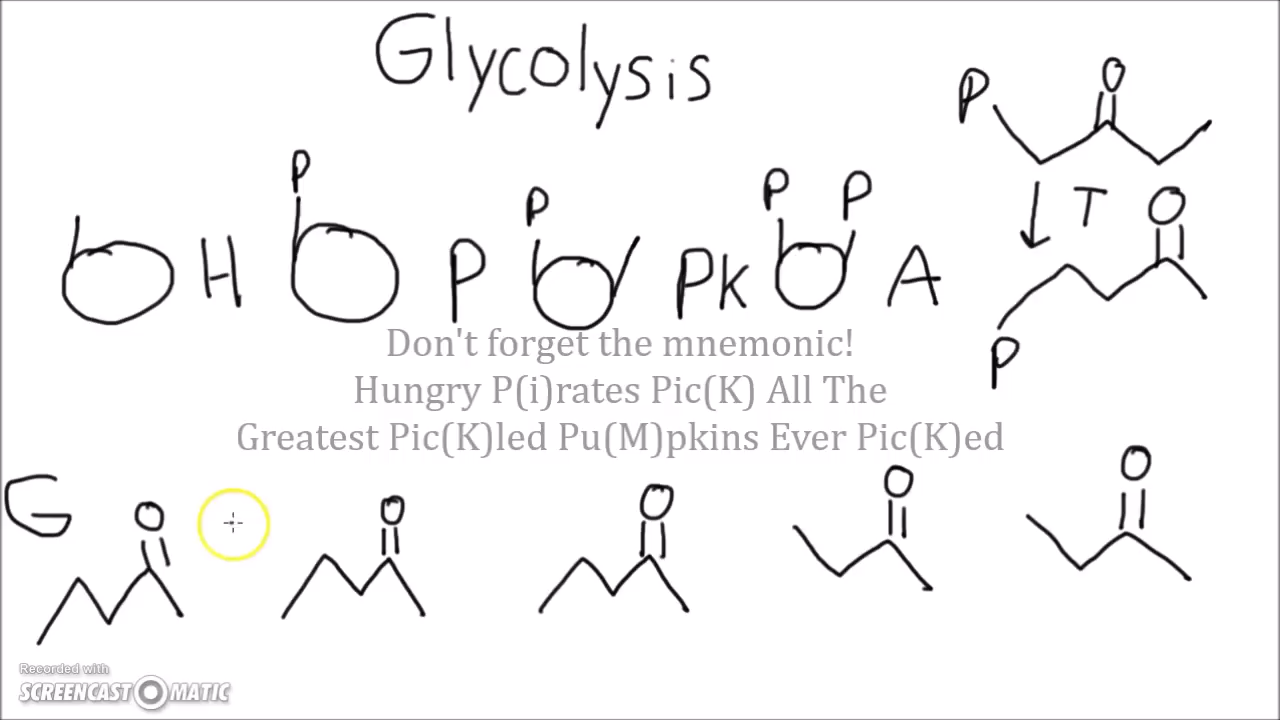 Glycolysis
P O
P P P P T O
H P PK A
P
Don't forget the mnemonic!
Hungry P(i)rates Pic(K) All The
Greatest Pic(K)led Pu(M)pkins Ever Pic(K)ed
G O O O O O
Recorded with
SCREENCAST-O-MATIC